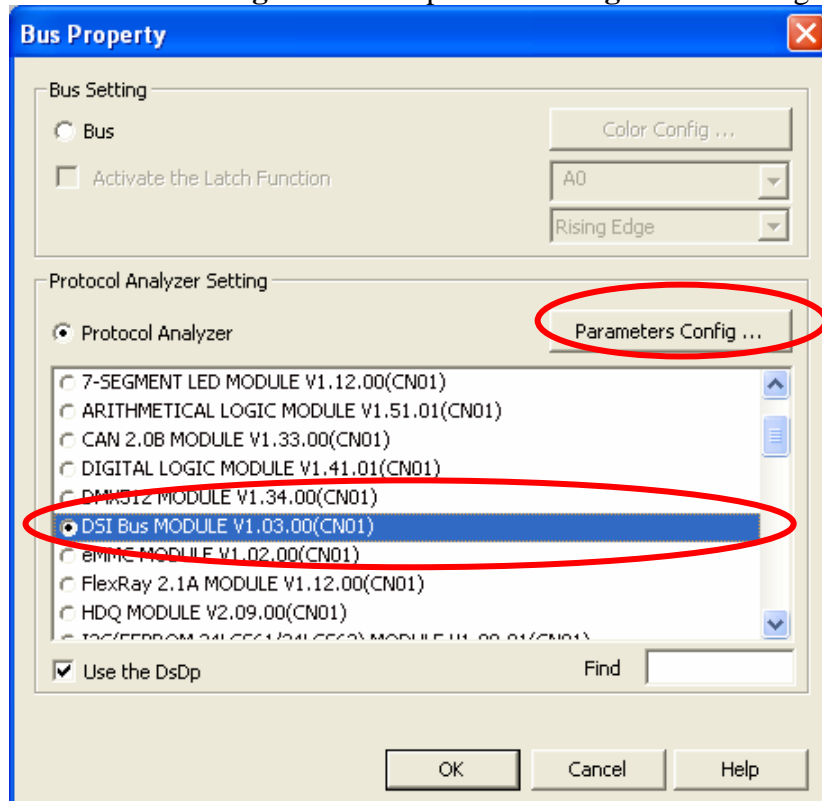 Bus Property
Bus Setting
Bus
Color Config ...
Activate the Latch Function
A0
Rising Edge
Protocol Analyzer Setting
Protocol Analyzer
Parameters Config ...
7-SEGMENT LED MODULE V1.12.00(CN01)
ARITHMETICAL LOGIC MODULE V1.51.01(CN01)
CAN 2.0B MODULE V1.33.00(CN01)
DIGITAL LOGIC MODULE V1.41.01(CN01)
DMX512 MODULE V1.34.00(CN01)
DSI Bus MODULE V1.03.00(CN01)
eMMC MODULE V1.02.00(CN01)
FlexRay 2.1A MODULE V1.12.00(CN01)
HDQ MODULE V2.09.00(CN01)
Use the DsDp
Find
OK
Cancel
Help